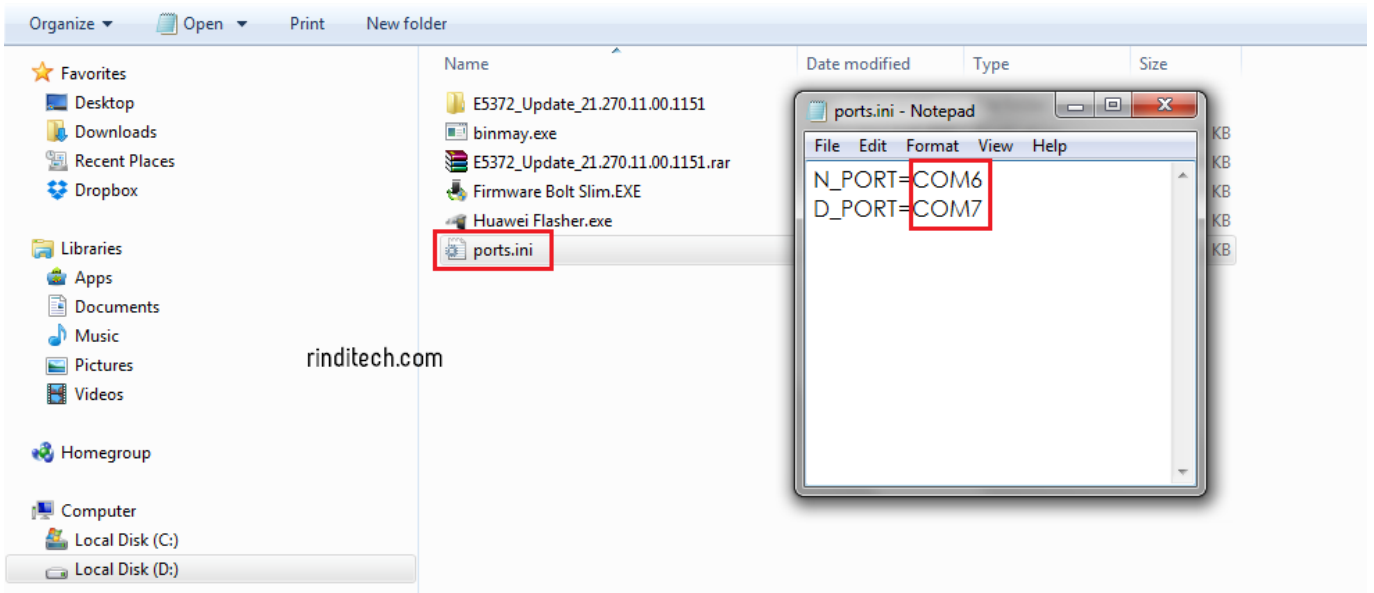 Organize Open Print New folder
Favorites
Desktop
Downloads
Recent Places
Dropbox
Libraries
Apps
Documents
Music
Pictures
Videos
Homegroup
Computer
Local Disk (C:)
Local Disk (D:)
Name Date modified Type Size
E5372_Update_21.270.11.00.1151
binmay.exe KB
E5372_Update_21.270.11.00.1151.rar KB
Firmware Bolt Slim.EXE KB
Huawei Flasher.exe KB
ports.ini KB
rinditech.com
ports.ini - Notepad
File Edit Format View Help
N_PORT=COM6
D_PORT=COM7